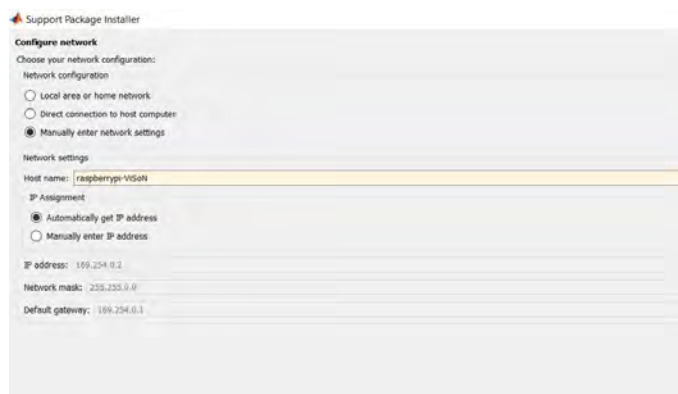 Support Package Installer
Configure network
Choose your network configuration:
Network configuration
Local area or home network
Direct connection to host computer
Manually enter network settings
Network settings
Host name: raspberrypi-ViSoN
IP Assignment
Automatically get IP address
Manually enter IP address
IP address: 169.254.0.2
Network mask: 255.255.0.0
Default gateway: 169.254.0.1